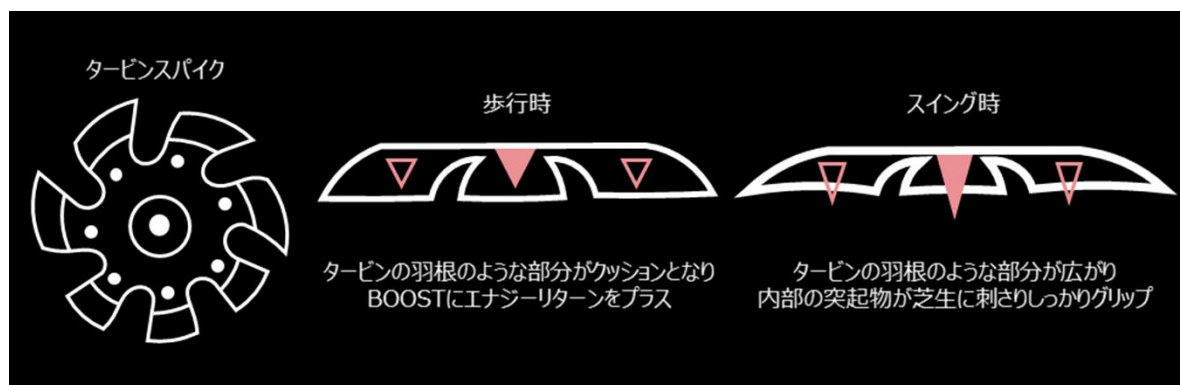 タービンスパイク
歩行時
タービンの羽根のような部分がクッションとなり
BOOSTにエナジーリターンをプラス
スイング時
タービンの羽根のような部分が広がり
内部の突起物が芝生に刺さりしっかりグリップ